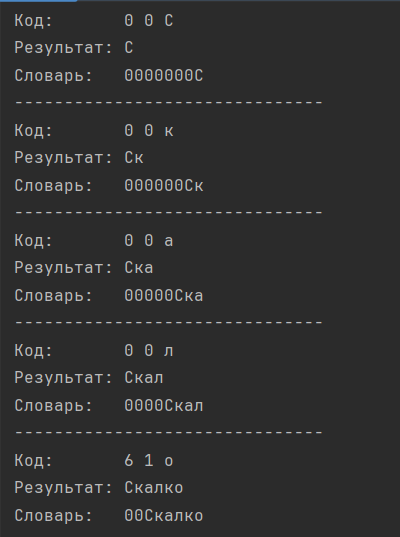 Код:       0 0 С
Результат: С
Словарь:   0000000С
-------------------------------
Код:       0 0 к
Результат: Ск
Словарь:   000000Ск
-------------------------------
Код:       0 0 а
Результат: Ска
Словарь:   00000Ска
-------------------------------
Код:       0 0 л
Результат: Скал
Словарь:   0000Скал
-------------------------------
Код:       6 1 о
Результат: Скалко
Словарь:   00Скалко